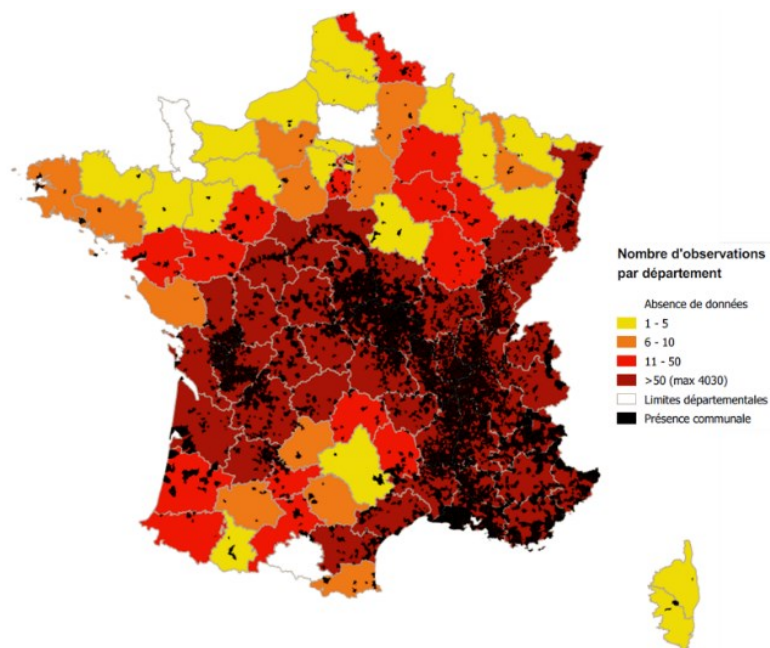 Nombre d'observations
par département
Absence de données
1 - 5
6 - 10
11 - 50
>50 (max 4030)
Limites départementales
Présence communale